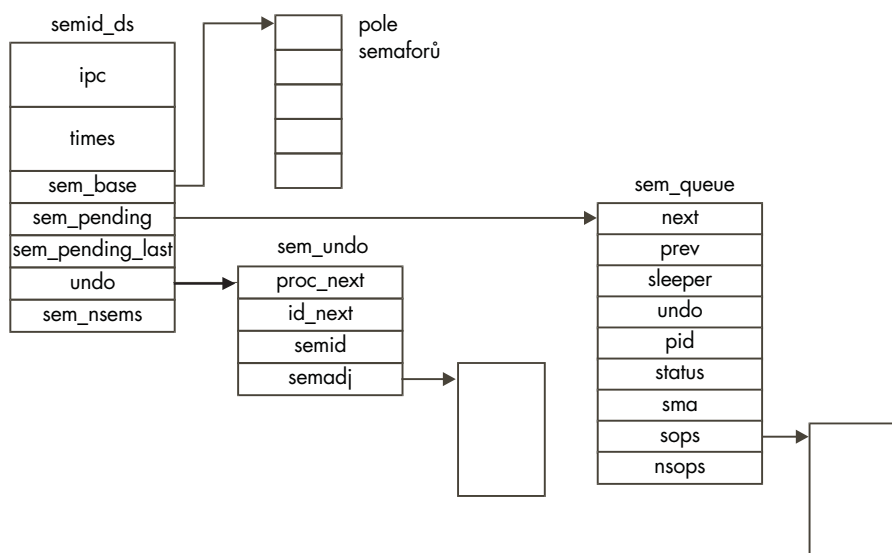 semid_ds
ipc
times
sem_base
sem_pending
sem_pending_last
undo
sem_nsems
pole
semaforů
sem_undo
proc_next
id_next
semid
semadj
sem_queue
next
prev
sleeper
undo
pid
status
sma
sops
nsops